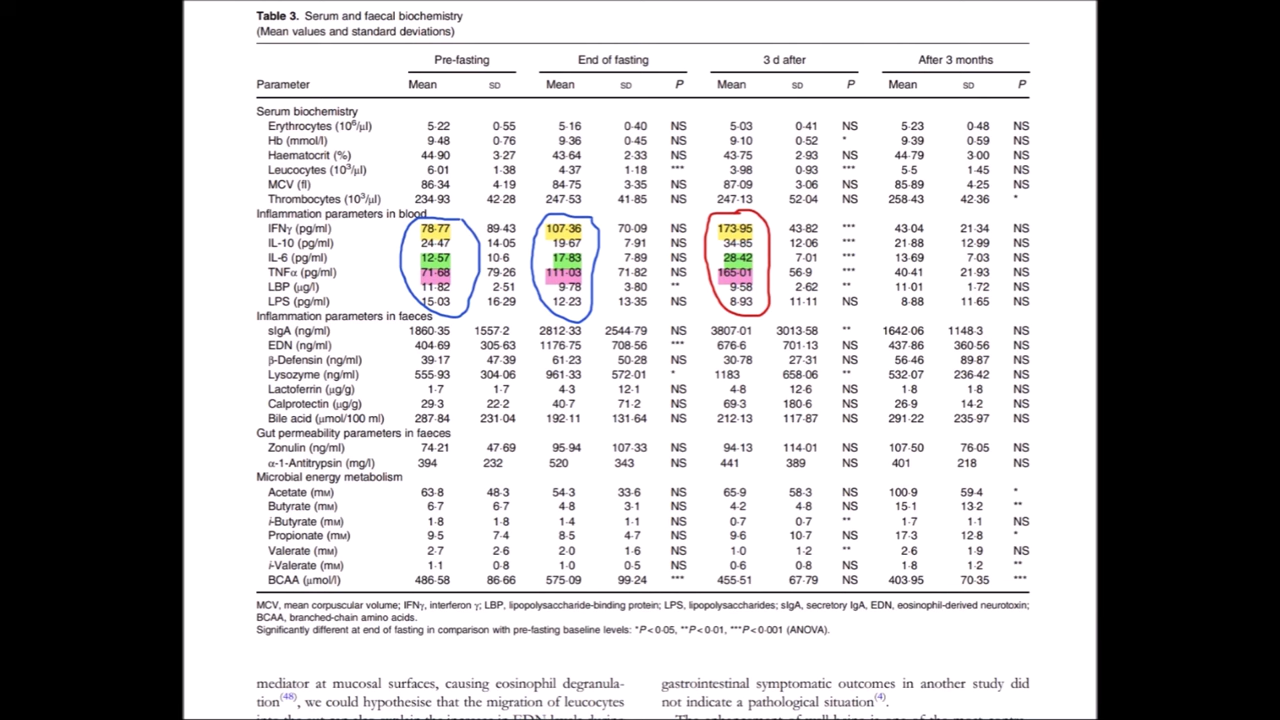 Table 3. Serum and faecal biochemistry
(Mean values and standard deviations)
Pre-fasting End of fasting 3 d after After 3 months
Parameter Mean SD Mean SD P Mean SD P Mean SD P
Serum biochemistry
Erythrocytes (10⁶/μl) 5·22 0·55 5·16 0·40 NS 5·03 0·41 NS 5·23 0·48 NS
Hb (mmol/l) 9·48 0·76 9·36 0·45 NS 9·10 0·52 * 9·39 0·59 NS
Haematocrit (%) 44·90 3·27 43·64 2·33 NS 43·75 2·93 NS 44·79 3·00 NS
Leucocytes (10³/μl) 6·01 1·38 4·37 1·18 *** 3·98 0·93 *** 5·5 1·45 NS
MCV (fl) 86·34 4·19 84·75 3·35 NS 87·09 3·06 NS 85·89 4·25 NS
Thrombocytes (10³/μl) 234·93 42·28 247·53 41·85 NS 247·13 52·04 NS 258·43 42·36 *
Inflammation parameters in blood
IFNγ (pg/ml) 78·77 89·43 107·36 70·09 NS 173·95 43·82 *** 43·04 21·34 NS
IL-10 (pg/ml) 24·47 14·05 19·67 7·91 NS 34·85 12·06 *** 21·88 12·99 NS
IL-6 (pg/ml) 12·57 10·6 17·83 7·89 NS 28·42 7·01 *** 13·69 7·03 NS
TNFα (pg/ml) 71·68 79·26 111·03 71·82 NS 165·01 56·9 *** 40·41 21·93 NS
LBP (μg/l) 11·82 2·51 9·78 3·80 ** 9·58 2·62 ** 11·01 1·72 NS
LPS (pg/ml) 15·03 16·29 12·23 13·35 NS 8·93 11·11 NS 8·88 11·65 NS
Inflammation parameters in faeces
sIgA (ng/ml) 1860·35 1557·2 2812·33 2544·79 NS 3807·01 3013·58 ** 1642·06 1148·3 NS
EDN (ng/ml) 404·69 305·63 1176·75 708·56 *** 676·6 701·13 NS 437·86 360·56 NS
β-Defensin (ng/ml) 39·17 47·39 61·23 50·28 NS 30·78 27·31 NS 56·46 89·87 NS
Lysozyme (ng/ml) 555·93 304·06 961·33 572·01 * 1183 658·06 ** 532·07 236·42 NS
Lactoferrin (μg/g) 1·7 1·7 4·3 12·1 NS 4·8 12·6 NS 1·8 1·8 NS
Calprotectin (μg/g) 29·3 22·2 40·7 71·2 NS 69·3 180·6 NS 26·9 14·2 NS
Bile acid (μmol/100 ml) 287·84 231·04 192·11 131·64 NS 212·13 117·87 NS 291·22 235·97 NS
Gut permeability parameters in faeces
Zonulin (ng/ml) 74·21 47·69 95·94 107·33 NS 94·13 114·01 NS 107·50 76·05 NS
α-1-Antitrypsin (mg/l) 394 232 520 343 NS 441 389 NS 401 218 NS
Microbial energy metabolism
Acetate (mM) 63·8 48·3 54·3 33·6 NS 65·9 58·3 NS 100·9 59·4 *
Butyrate (mM) 6·7 6·7 4·8 3·1 NS 4·2 4·8 NS 15·1 13·2 **
i-Butyrate (mM) 1·8 1·8 1·4 1·1 NS 0·7 0·7 ** 1·7 1·1 NS
Propionate (mM) 9·5 7·4 8·5 4·7 NS 9·6 10·7 NS 17·3 12·8 *
Valerate (mM) 2·7 2·6 2·0 1·6 NS 1·0 1·2 ** 2·6 1·9 NS
i-Valerate (mM) 1·1 0·8 1·0 0·5 NS 0·6 0·8 NS 1·8 1·2 **
BCAA (μmol/l) 486·58 86·66 575·09 99·24 *** 455·51 67·79 NS 403·95 70·35 ***
MCV, mean corpuscular volume; IFNγ, interferon γ; LBP, lipopolysaccharide-binding protein; LPS, lipopolysaccharides; sIgA, secretory IgA, EDN, eosinophil-derived neurotoxin;
BCAA, branched-chain amino acids.
Significantly different at end of fasting in comparison with pre-fasting baseline levels: *P<0·05, **P<0·01, ***P<0·001 (ANOVA).
mediator at mucosal surfaces, causing eosinophil degranula-
tion(48), we could hypothesise that the migration of leucocytes
gastrointestinal symptomatic outcomes in another study did
not indicate a pathological situation(4).